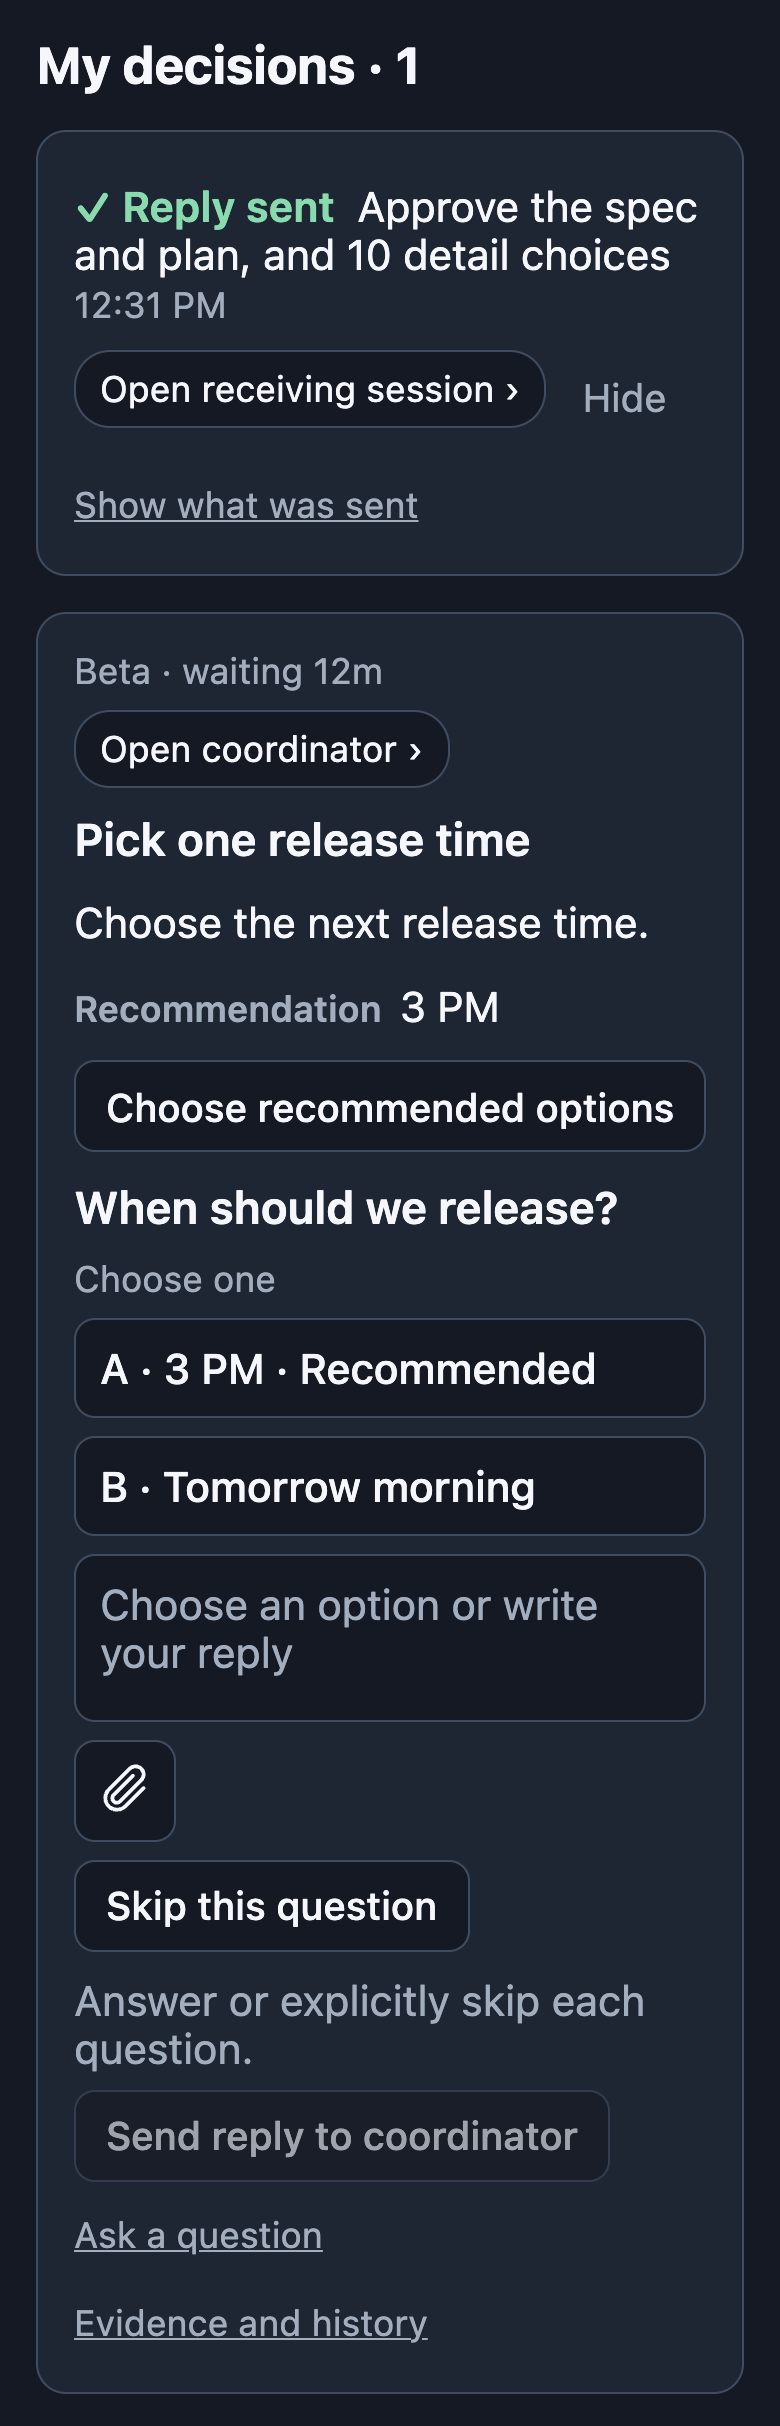 My decisions · 1
✓ Reply sent Approve the spec
and plan, and 10 detail choices
12:31 PM
Open receiving session ›
Hide
Show what was sent
Beta · waiting 12m
Open coordinator ›
Pick one release time
Choose the next release time.
Recommendation 3 PM
Choose recommended options
When should we release?
Choose one
A · 3 PM · Recommended
B · Tomorrow morning
Choose an option or write
your reply
Skip this question
Answer or explicitly skip each
question.
Send reply to coordinator
Ask a question
Evidence and history